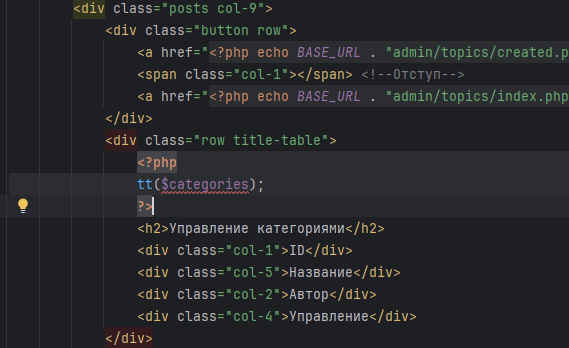 <div class="posts col-9">
<div class="button row">
<a href="<?php echo BASE_URL . "admin/topics/created.p
<span class="col-1"></span> <!--Отступ-->
<a href="<?php echo BASE_URL . "admin/topics/index.php
</div>
<div class="row title-table">
<?php
tt($categories);
?>
<h2>Управление категориями</h2>
<div class="col-1">ID</div>
<div class="col-5">Название</div>
<div class="col-2">Автор</div>
<div class="col-4">Управление</div>
</div>